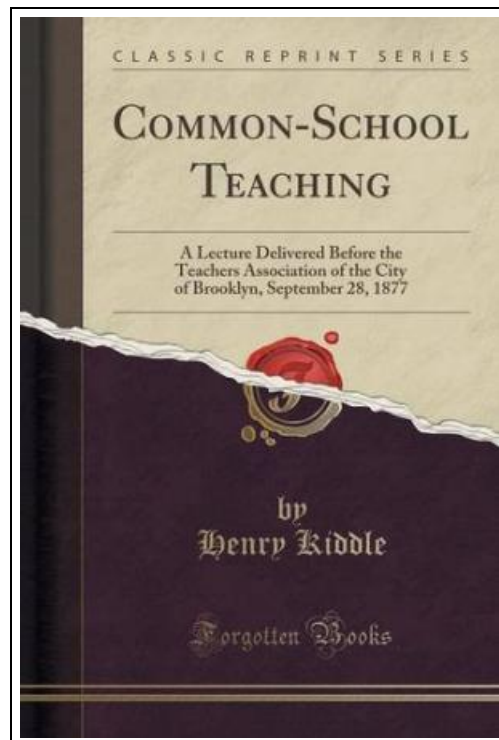 CLASSIC REPRINT SERIES
COMMON-SCHOOL
TEACHING
A Lecture Delivered Before the
Teachers Association of the City
of Brooklyn, September 28, 1877
by
Henry Kiddle
Forgotten Books